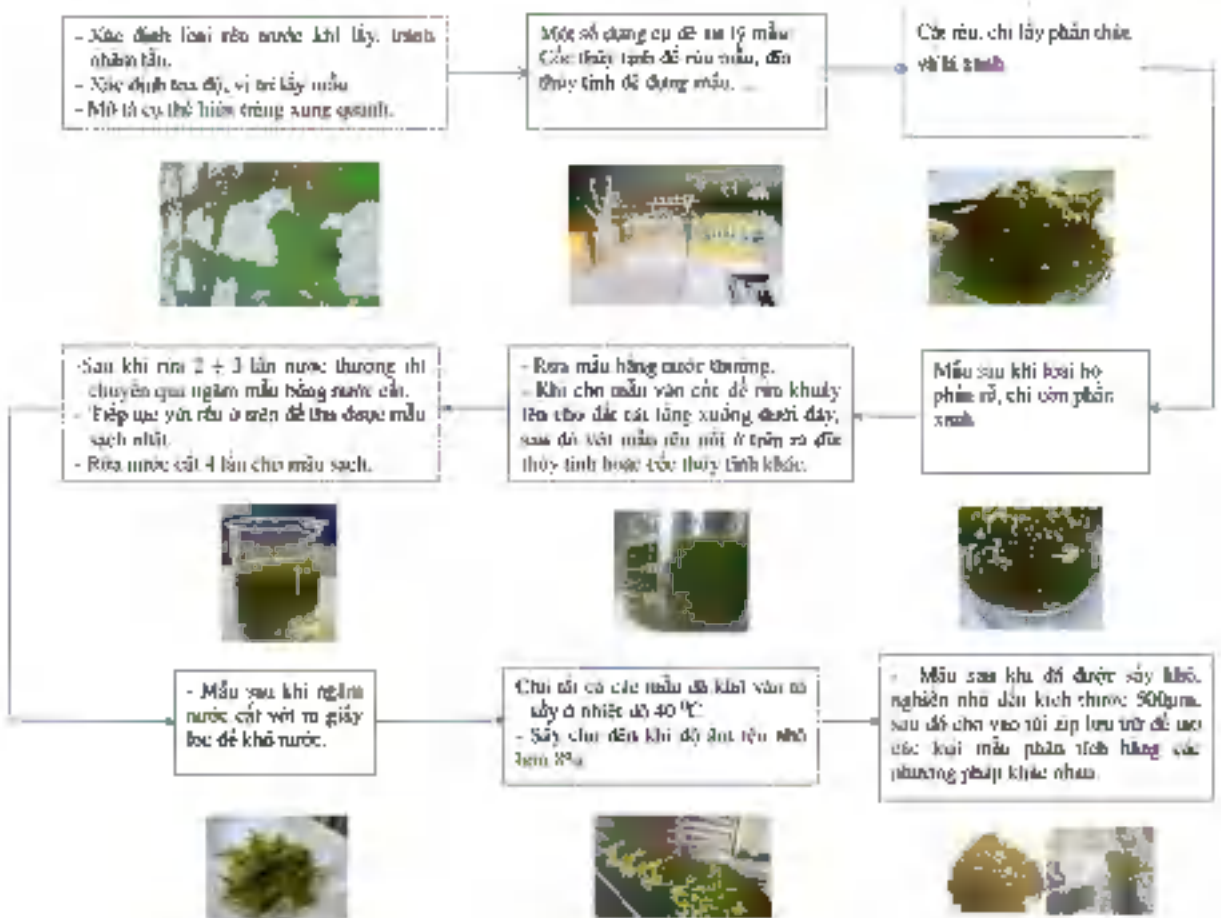 - Xác định loài rêu trước khi lấy, tránh
nhầm lẫn.
- Xác định tọa độ, vị trí lấy mẫu
- Mô tả cụ thể hiện trạng xung quanh.
Một số dụng cụ để xử lý mẫu:
Cốc thủy tinh để rửa mẫu, đĩa
thủy tinh để đựng mẫu, ...
Cắt rêu, chỉ lấy phần thân
và lá xanh
Mẫu sau khi loại bỏ
phần rễ, chỉ còn phần
xanh
- Rửa mẫu bằng nước thường.
- Khi cho mẫu vào cốc để rửa khuấy
lên cho đất cát lắng xuống dưới đáy,
sau đó vớt mẫu rêu nổi ở trên ra đĩa
thủy tinh hoặc cốc thủy tinh khác.
-Sau khi rửa 2 ÷ 3 lần nước thường thì
chuyển qua ngâm mẫu bằng nước cất.
- Tiếp tục vớt rêu ở trên để thu được mẫu
sạch nhất.
- Rửa nước cất 4 lần cho mẫu sạch.
- Mẫu sau khi ngâm
nước cất vớt ra giấy
lọc để khô nước.
Cho tất cả các mẫu đã khô vào tủ
sấy ở nhiệt độ 40 ⁰C
- Sấy cho đến khi độ ẩm rêu nhỏ
hơn 8%
- Mẫu sau khi đã được sấy khô,
nghiền nhỏ đến kích thước 500µm,
sau đó cho vào túi zip lưu trữ để tạo
các loại mẫu phân tích bằng các
phương pháp khác nhau.